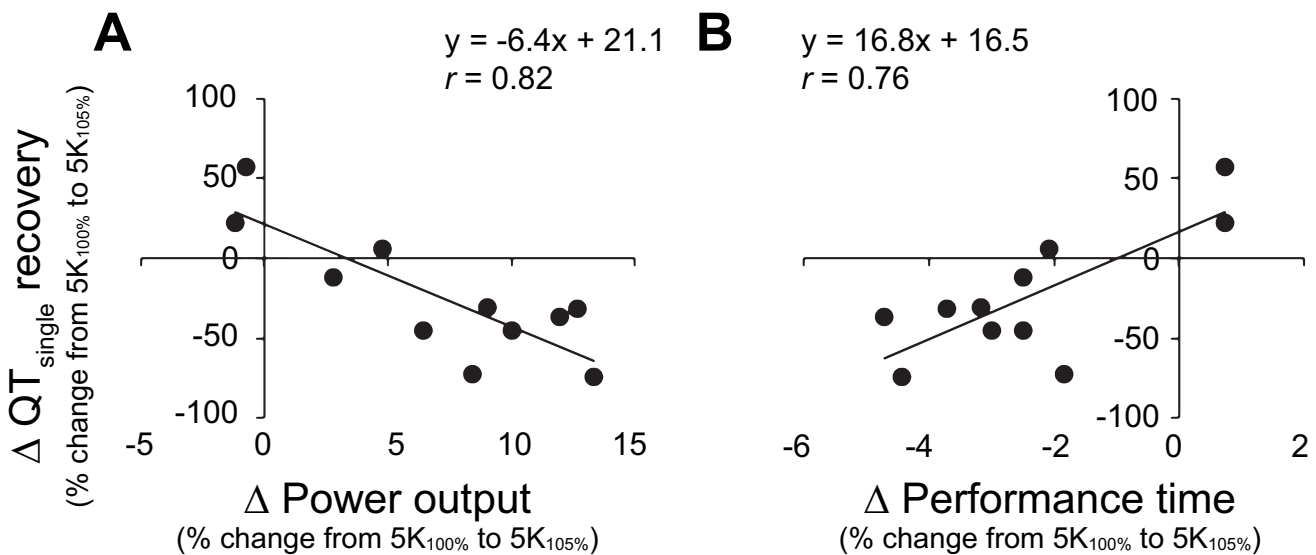 A
y = -6.4x + 21.1
r = 0.82
Δ QTsingle recovery
(% change from 5K100% to 5K105%)
100
50
0
-50
-100
-5 0 5 10 15
Δ Power output
(% change from 5K100% to 5K105%)
B
y = 16.8x + 16.5
r = 0.76
100
50
0
-50
-100
-6 -4 -2 0 2
Δ Performance time
(% change from 5K100% to 5K105%)